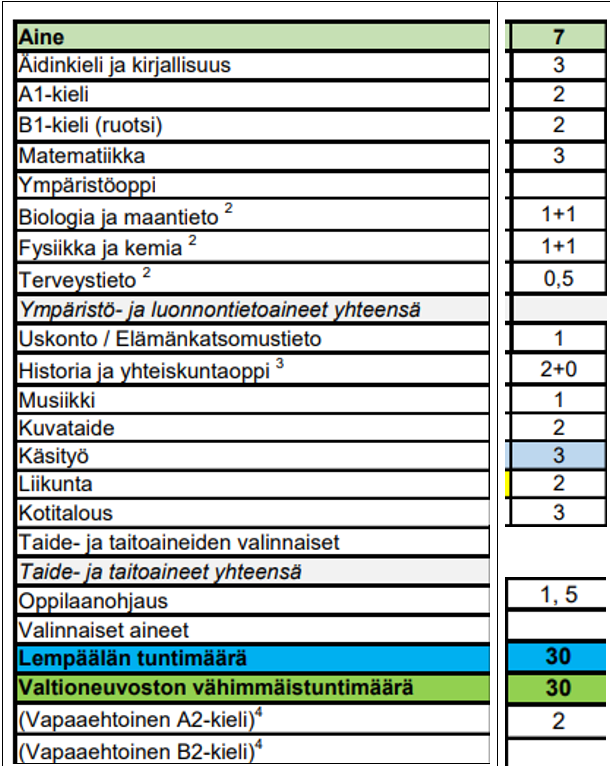 Aine 7
Äidinkieli ja kirjallisuus 3
A1-kieli 2
B1-kieli (ruotsi) 2
Matematiikka 3
Ympäristöoppi
Biologia ja maantieto 2 1+1
Fysiikka ja kemia 2 1+1
Terveystieto 2 0,5
Ympäristö- ja luonnontietoaineet yhteensä
Uskonto / Elämänkatsomustieto 1
Historia ja yhteiskuntaoppi 3 2+0
Musiikki 1
Kuvataide 2
Käsityö 3
Liikunta 2
Kotitalous 3
Taide- ja taitoaineiden valinnaiset
Taide- ja taitoaineet yhteensä
Oppilaanohjaus 1, 5
Valinnaiset aineet
Lempäälän tuntimäärä 30
Valtioneuvoston vähimmäistuntimäärä 30
(Vapaaehtoinen A2-kieli)4 2
(Vapaaehtoinen B2-kieli)4